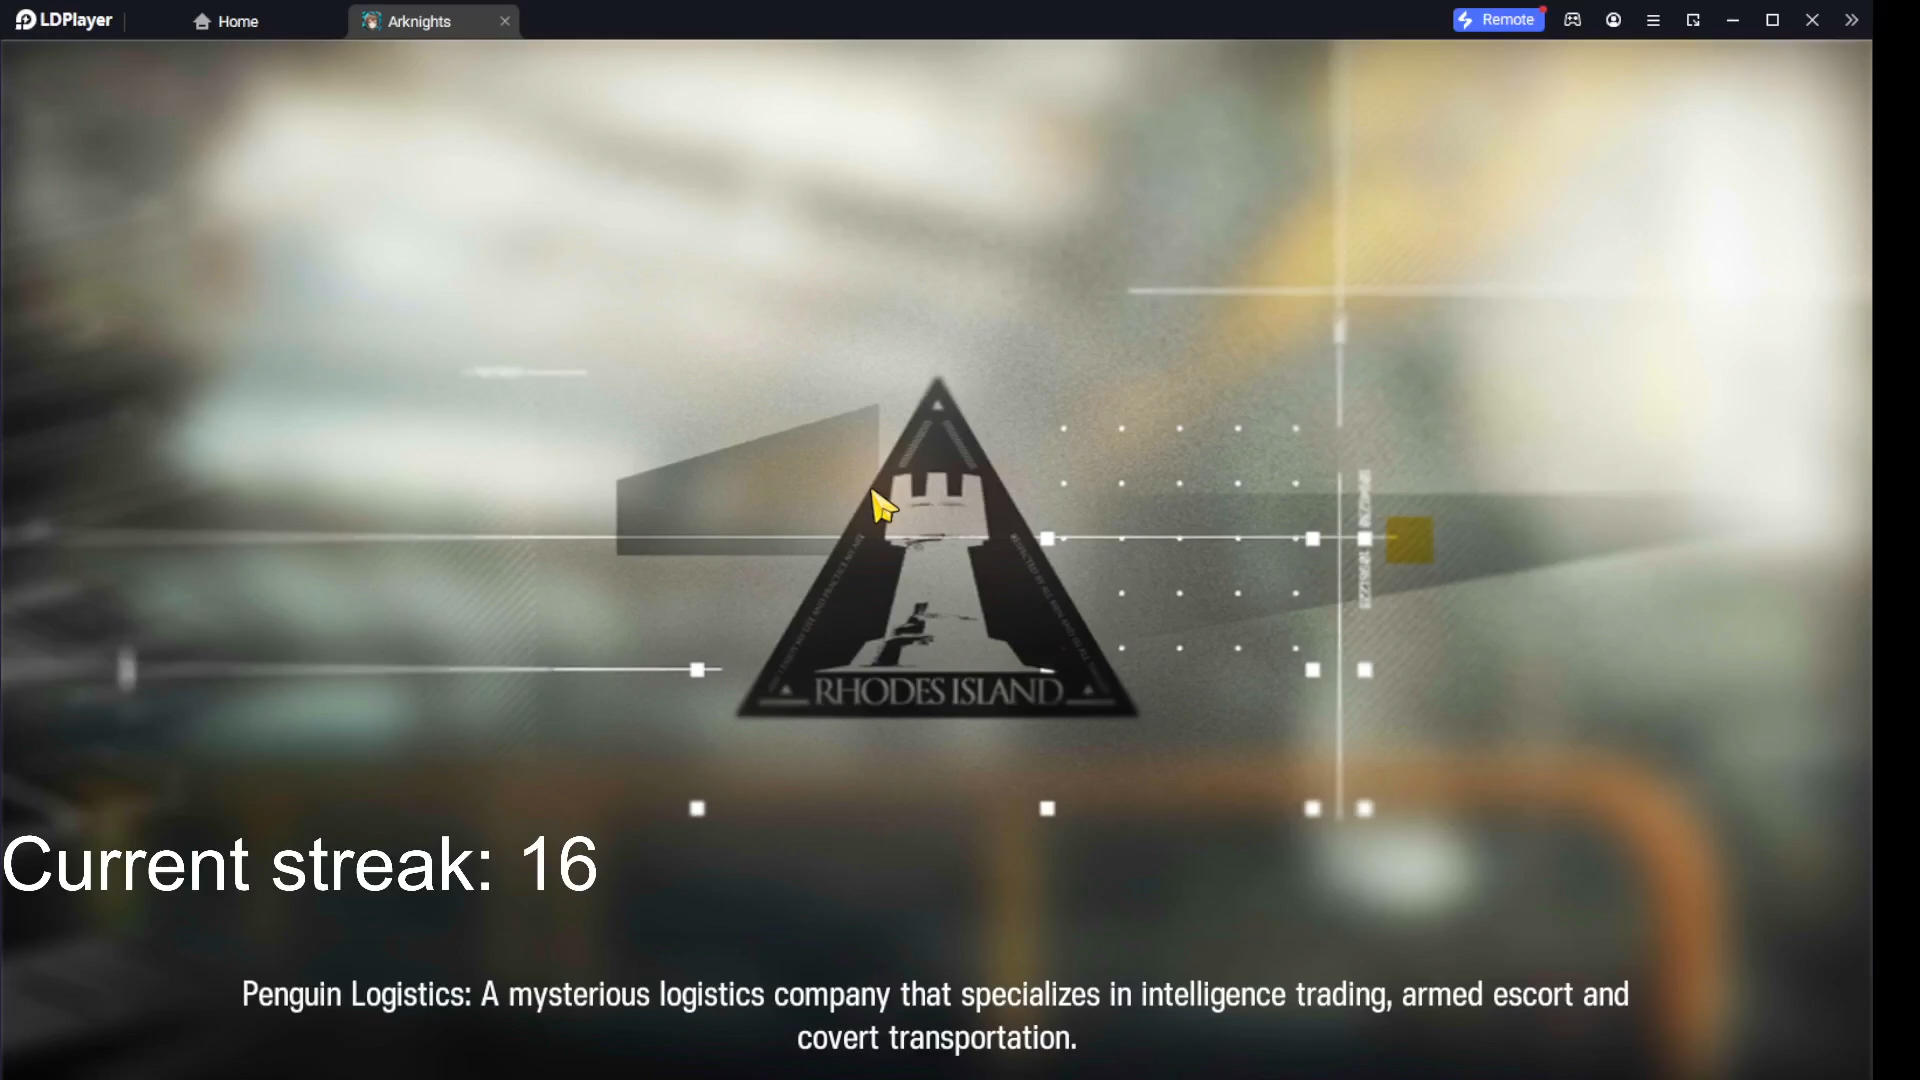 LDPlayer
Home
Arknights
Remote
RHODES ISLAND
Current streak: 16
Penguin Logistics: A mysterious logistics company that specializes in intelligence trading, armed escort and
covert transportation.